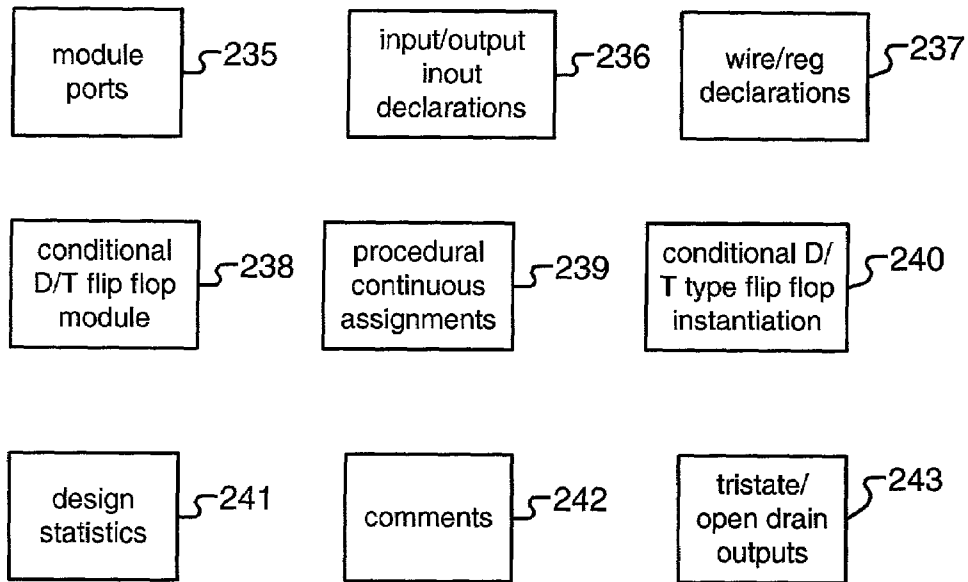 module
ports
235
input/output
inout
declarations
236
wire/reg
declarations
237
conditional
D/T flip flop
module
238
procedural
continuous
assignments
239
conditional D/
T type flip flop
instantiation
240
design
statistics
241
comments
242
tristate/
open drain
outputs
243